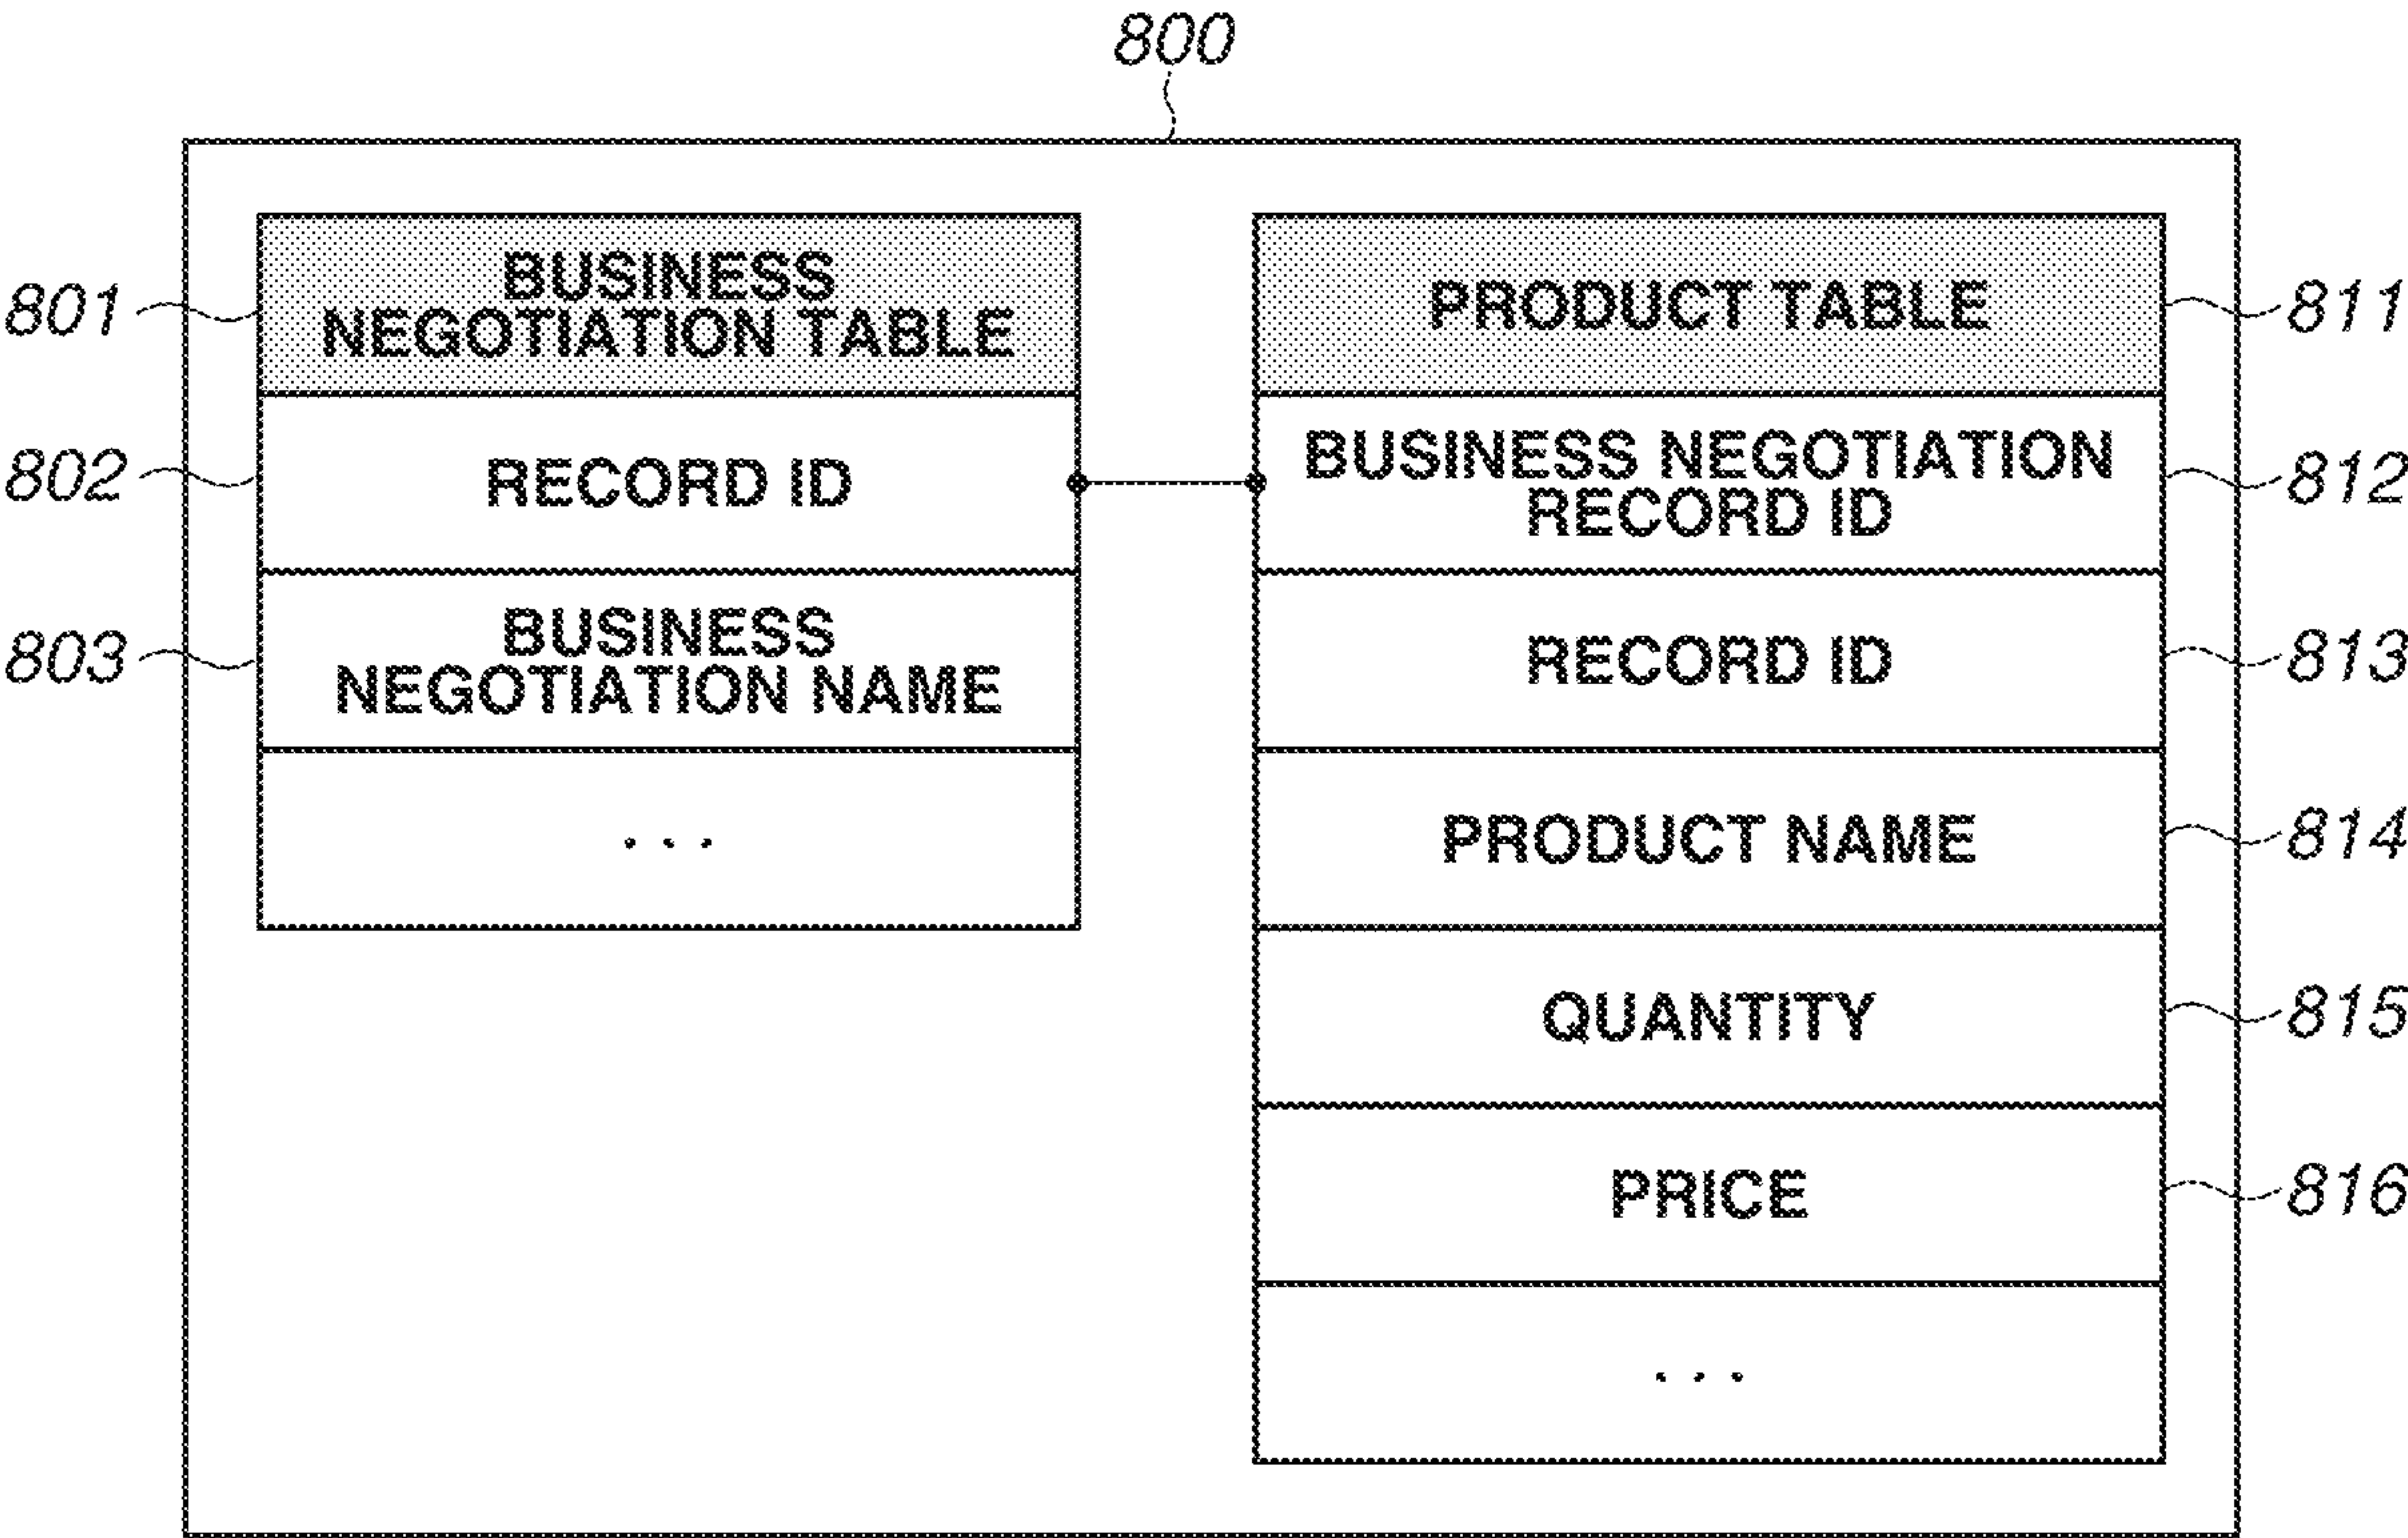 800
801
BUSINESS
NEGOTIATION TABLE
802
RECORD ID
803
BUSINESS
NEGOTIATION NAME
. . .
PRODUCT TABLE
811
BUSINESS NEGOTIATION
RECORD ID
812
RECORD ID
813
PRODUCT NAME
814
QUANTITY
815
PRICE
816
. . .